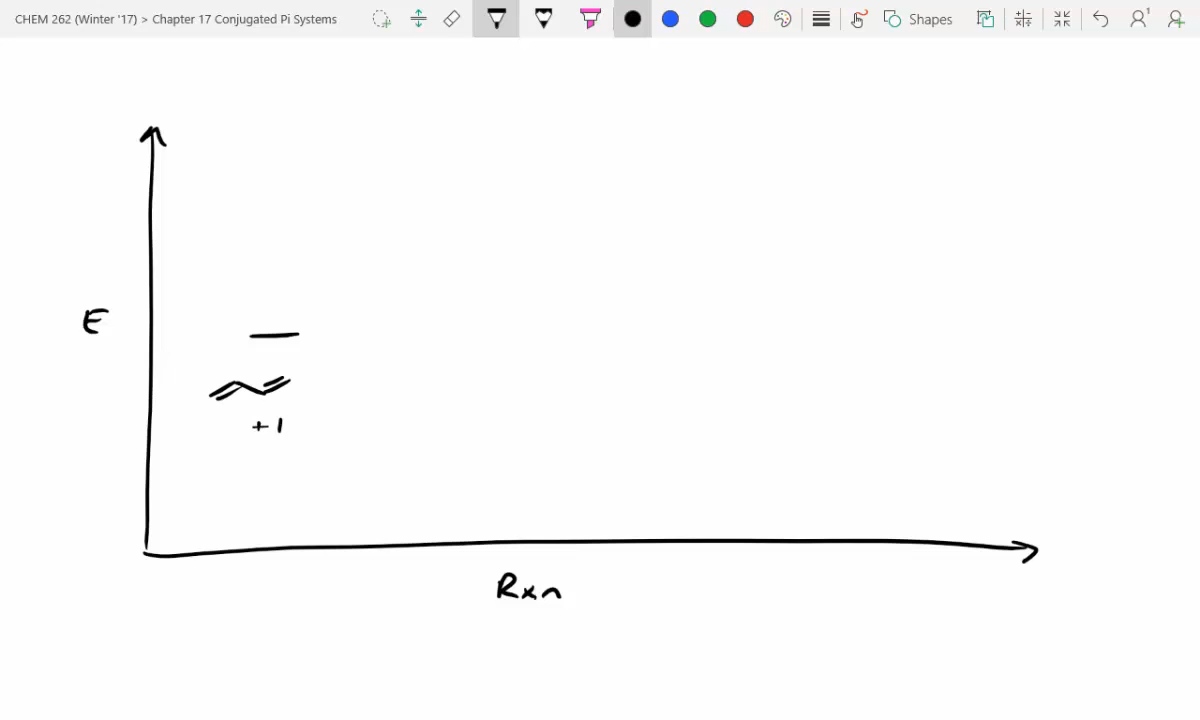 CHEM 262 (Winter '17) > Chapter 17 Conjugated Pi Systems
Shapes
E
+ I
Rxn